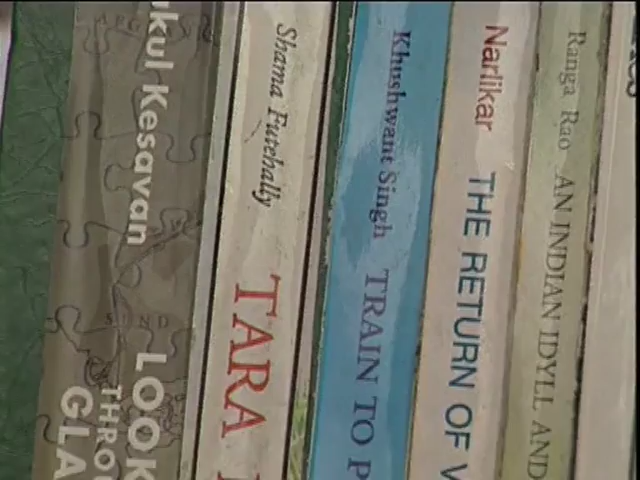 kul Kesavan
LOOK
THROU
GLA
SIND
Shama Futehally TARA
Khushwant Singh TRAIN TO P
Narlikar THE RETURN OF V
Ranga Rao AN INDIAN IDYLL AND